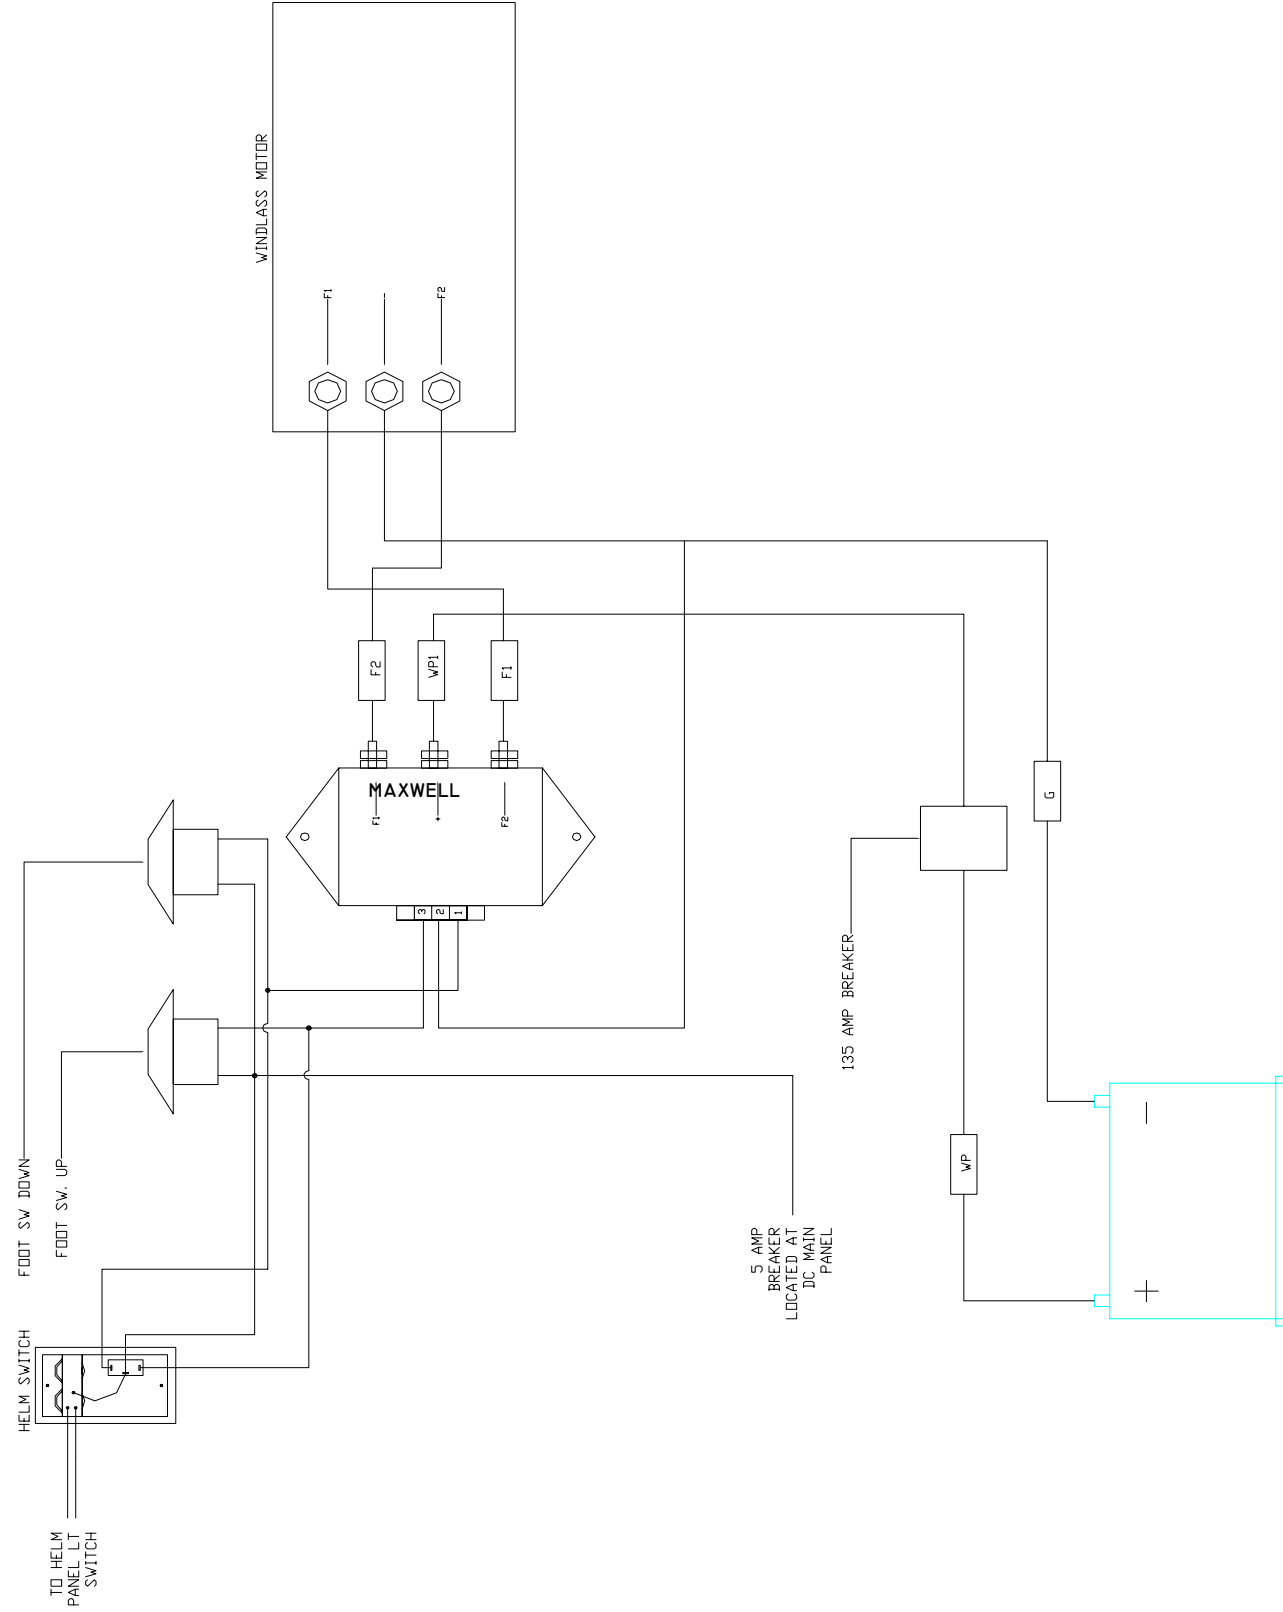 WINDLASS MOTOR
F1
-
F2
F2
WP1
F1
MAXWELL
F1
+
F2
3
2
1
G
135 AMP BREAKER
WP
-
+
FOOT SW DOWN
FOOT SW. UP
5 AMP
BREAKER
LOCATED AT
DC MAIN
PANEL
HELM SWITCH
TO HELM
PANEL LT
SWITCH